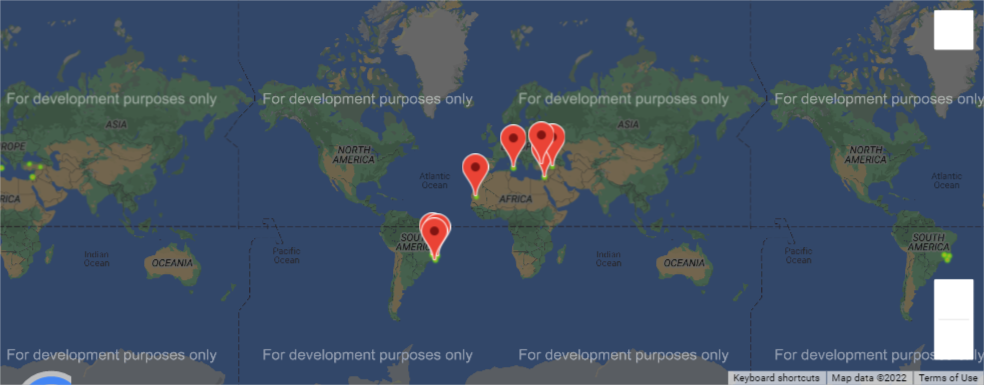 For development purposes only
For development purposes only
For development purposes only
For development purposes only
ASIA
ASIA
ROPE
NORTH
AMERICA
NORTH
AMERICA
Atlantic
Ocean
Atlantic
Ocean
RICA
AFRICA
SOU
AMERICA
SOUTH
AMERICA
Indian
Ocean
OCEANIA
Pacific
Ocean
Indian
Ocean
OCEANIA
Pacific
Ocean
For development purposes only
For development purposes only
For development purposes only
For development purposes only
Keyboard shortcuts Map data ©2022 Terms of Use